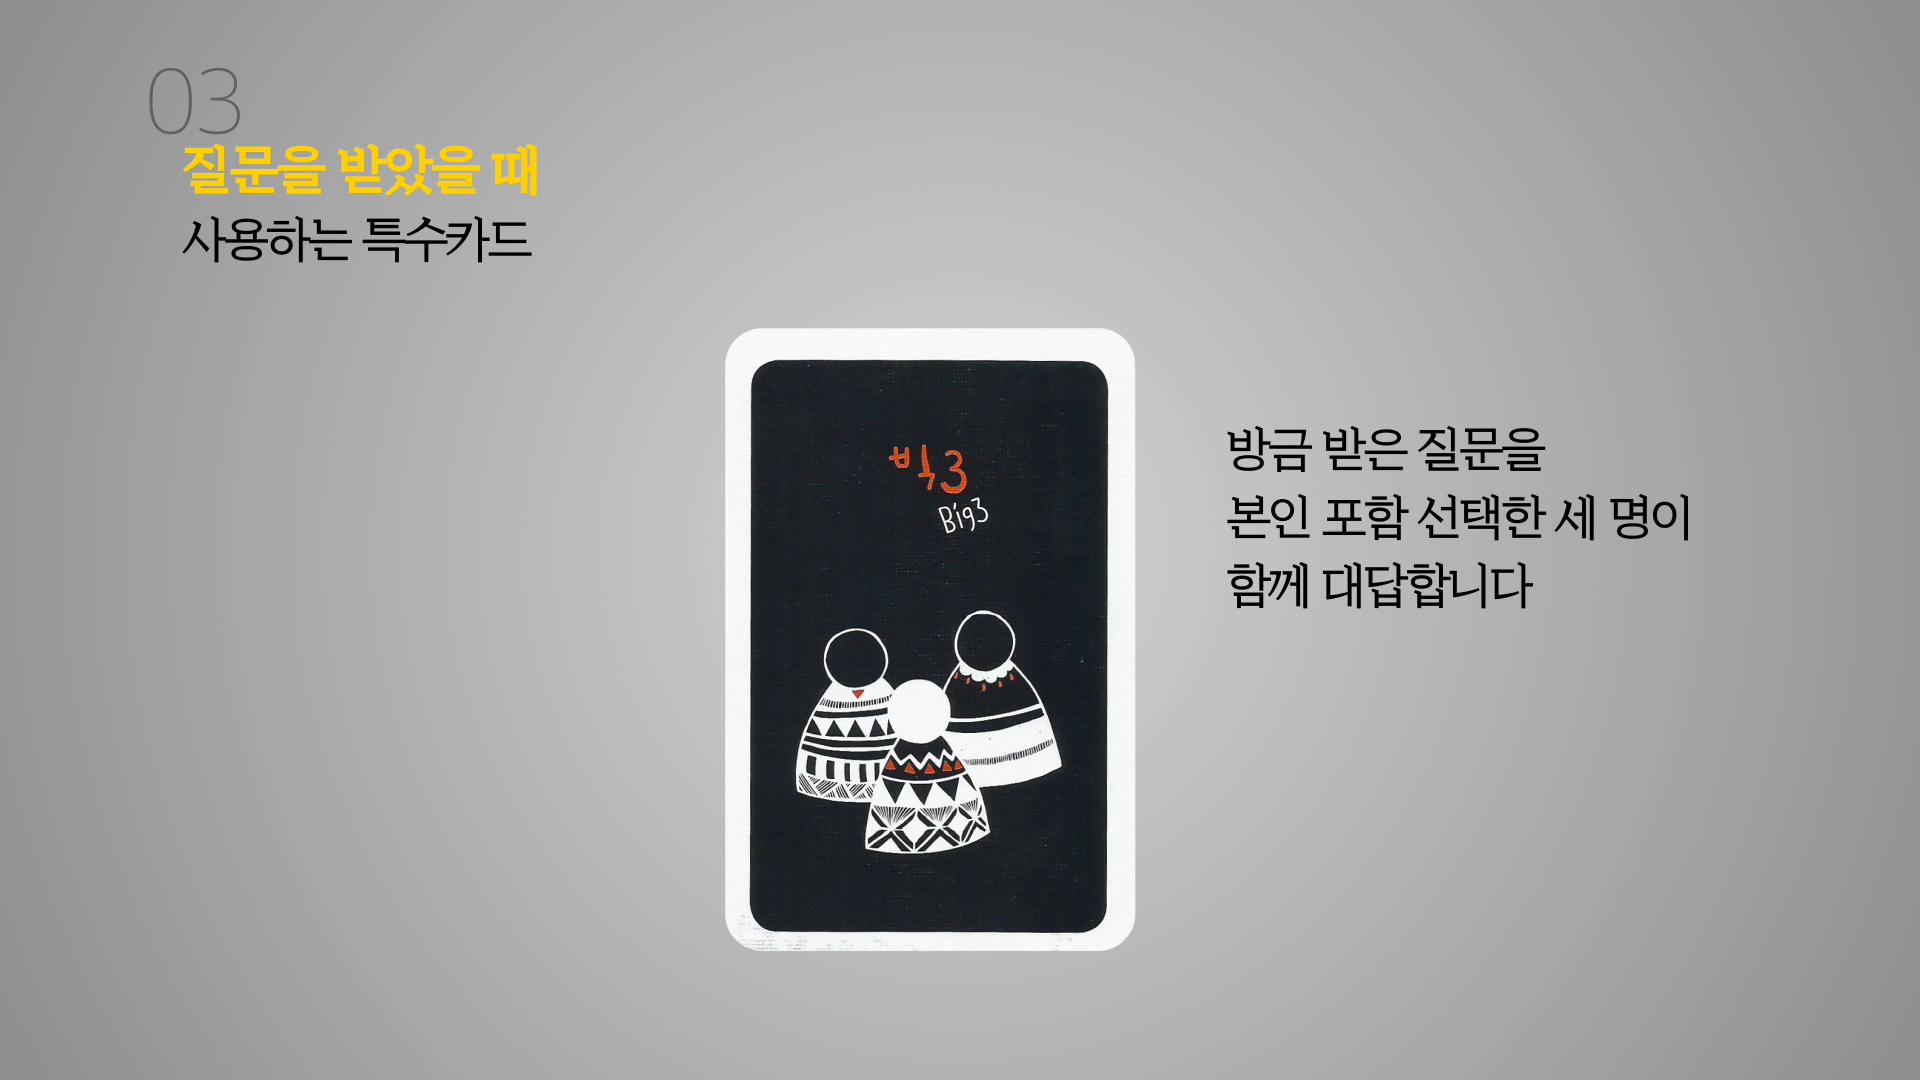 03
질문을 받았을 때
사용하는 특수카드
빅3
Big3
방금 받은 질문을
본인 포함 선택한 세 명이
함께 대답합니다